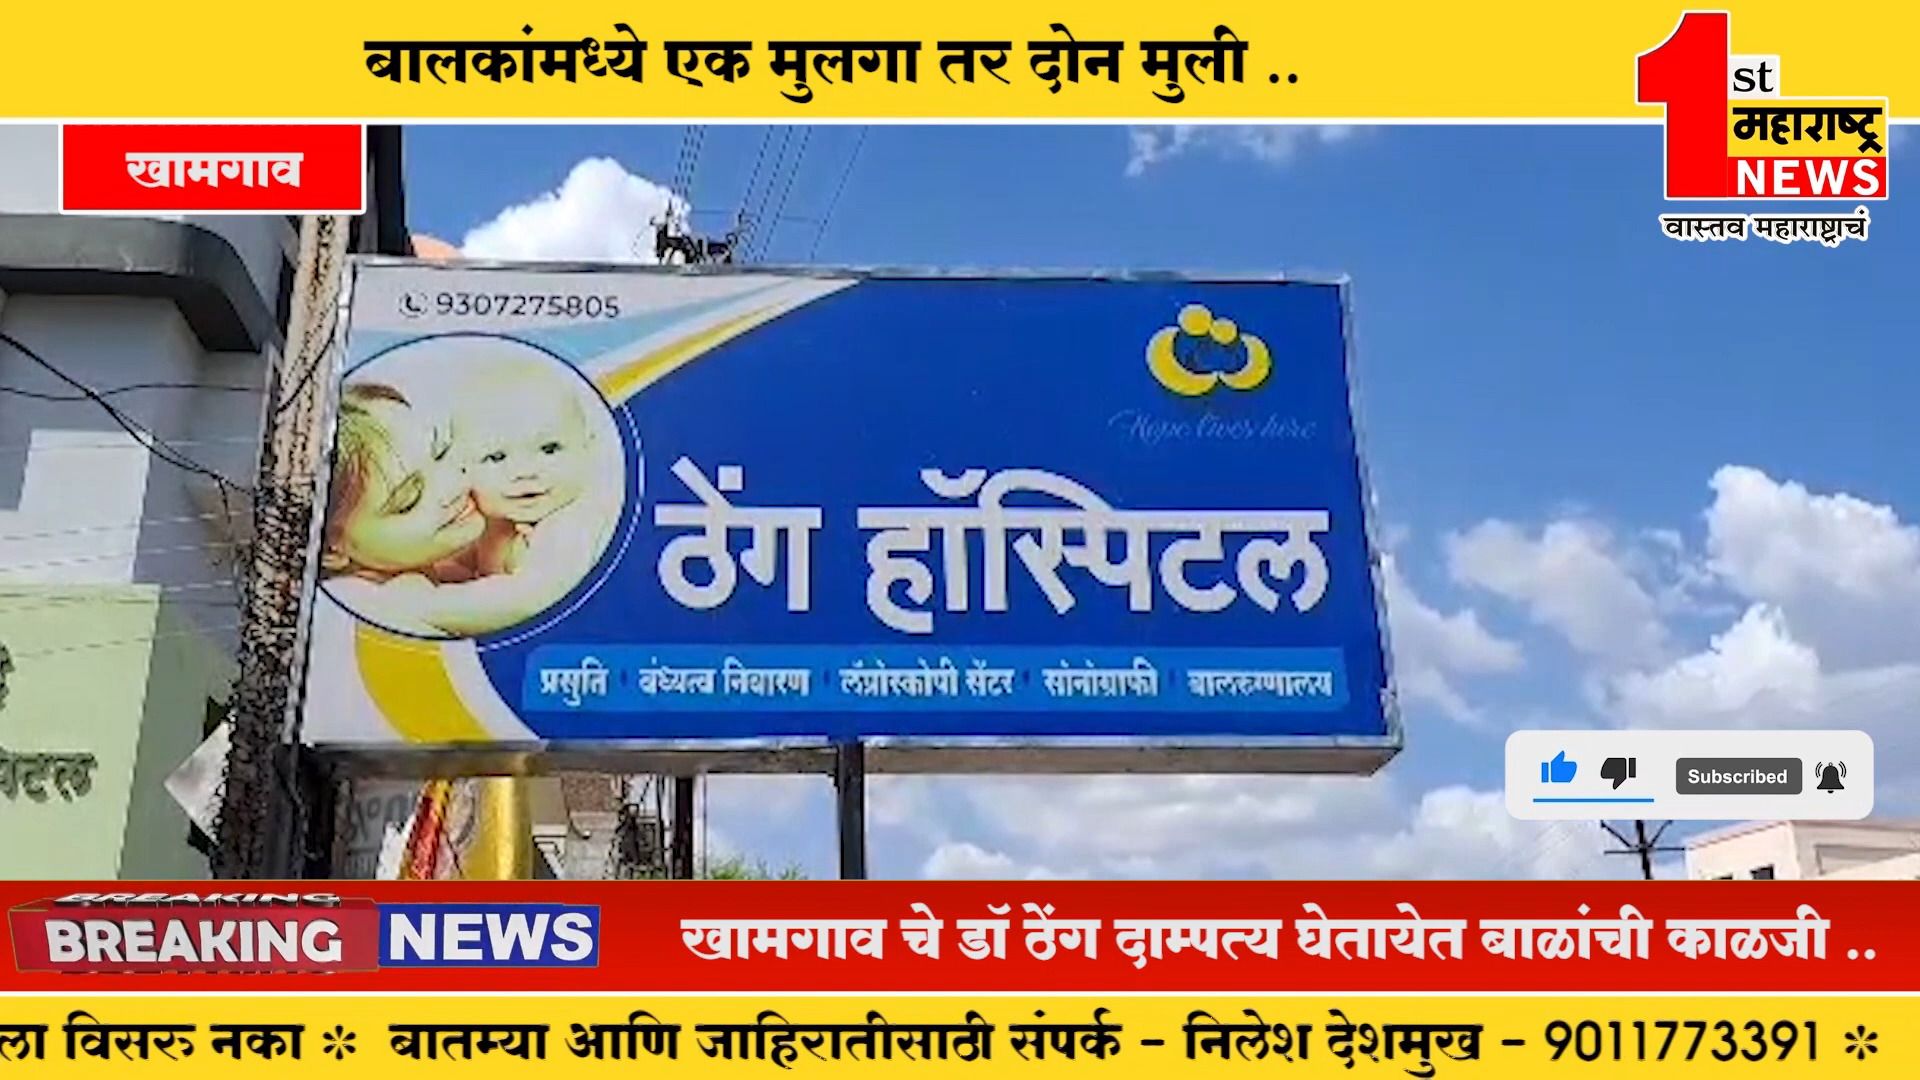 बालकांमध्ये एक मुलगा तर दोन मुली ..
1st
महाराष्ट्र
NEWS
वास्तव महाराष्ट्राचं
खामगाव
9307275805
Hope lives here
ठेंग हॉस्पिटल
प्रसुति वंध्यत्व निवारण लॅप्रोस्कोपी सेंटर सोनोग्राफी बालरुग्णालय
Subscribed
BREAKING NEWS
खामगाव चे डॉ ठेंग दाम्पत्य घेतायेत बाळांची काळजी ..
ला विसरु नका * बातम्या आणि जाहिरातीसाठी संपर्क - निलेश देशमुख - 9011773391 *